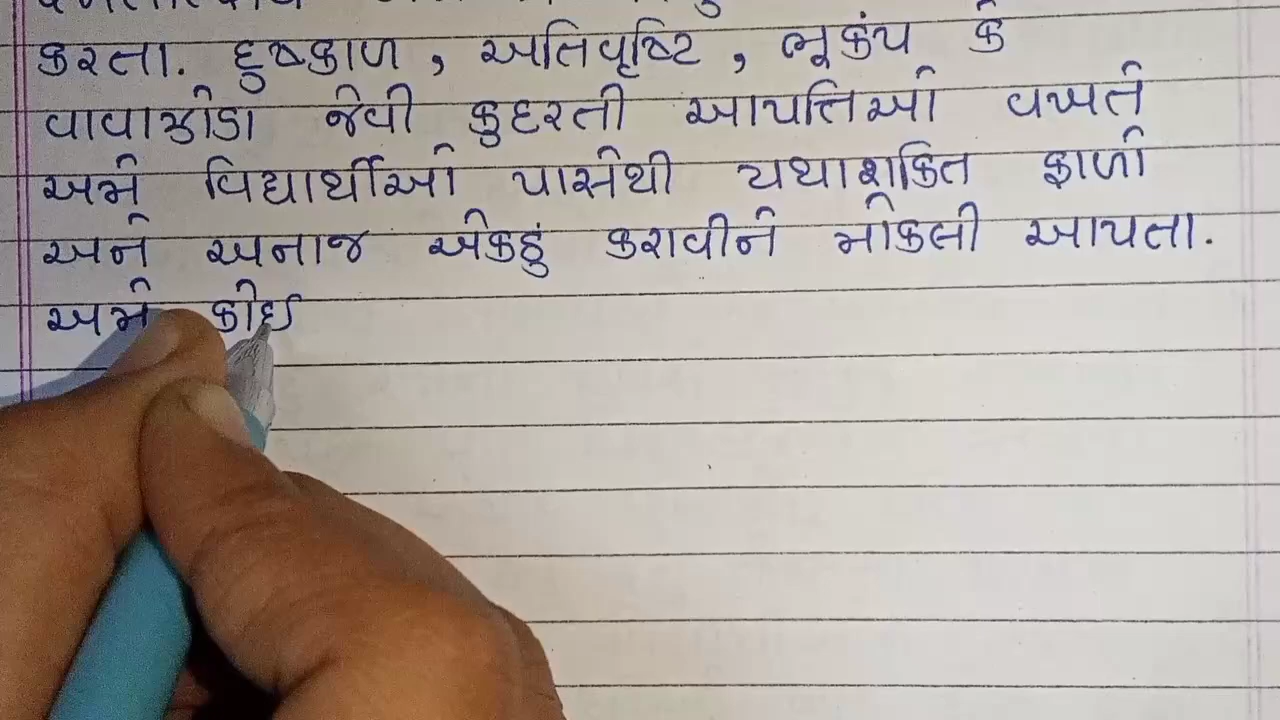 કરતા. દુષ્કાળ, અતિવૃષ્ટિ, ભૂકંપ કે
વાવાઝોડા જેવી કુદરતી આપત્તિઓ વખતે
અમે વિદ્યાર્થીઓ પાસેથી યથાશક્તિ ફાળો
અને અનાજ એકઠું કરાવીને મોકલી આપતા.
અમે કોઈ